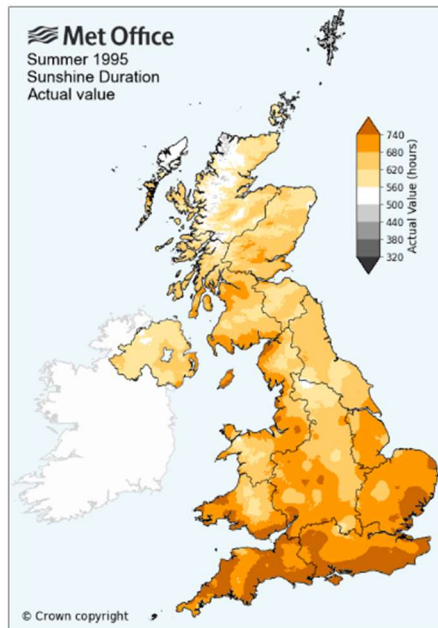 Met Office
Summer 1995
Sunshine Duration
Actual value
740
680
620
560
500
440
380
320
Actual Value (hours)
© Crown copyright